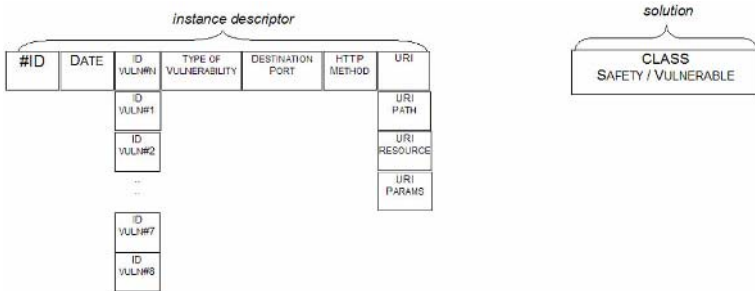 instance descriptor
solution
#ID
DATE
ID
VULN#N
TYPE OF
VULNERABILITY
DESTINATION
PORT
HTTP
METHOD
URI
CLASS
SAFETY / VULNERABLE
ID
VULN#1
URI
PATH
ID
VULN#2
URI
RESOURCE
..
..
URI
PARAMS
ID
VULN#7
ID
VULN#8